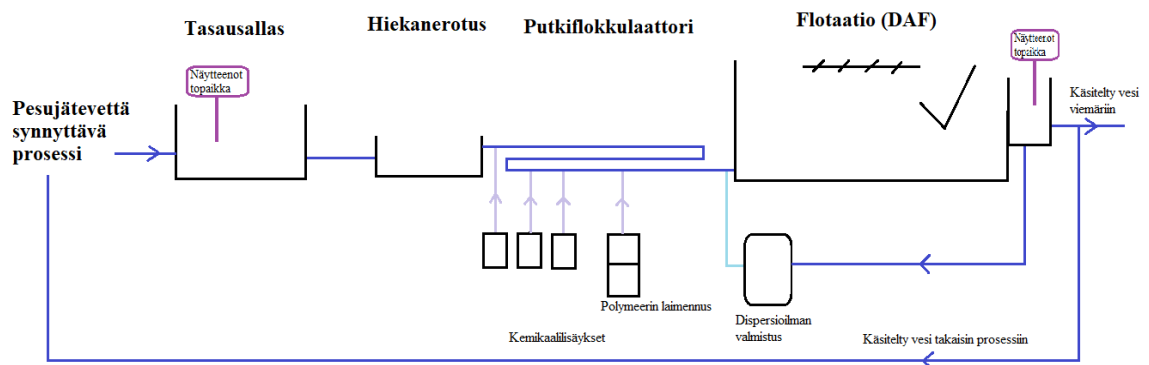 Tasausallas
Hiekanerotus
Putkiflokkulaattori
Flotaatio (DAF)
Näytteenot
topaikka
Näytteenot
topaikka
Pesujätevettä
synnyttävä
prosessi
Käsitelty vesi
viemäriin
Polymeerin laimennus
Kemikaalilisäykset
Dispersioilman
valmistus
Käsitelty vesi takaisin prosessiin